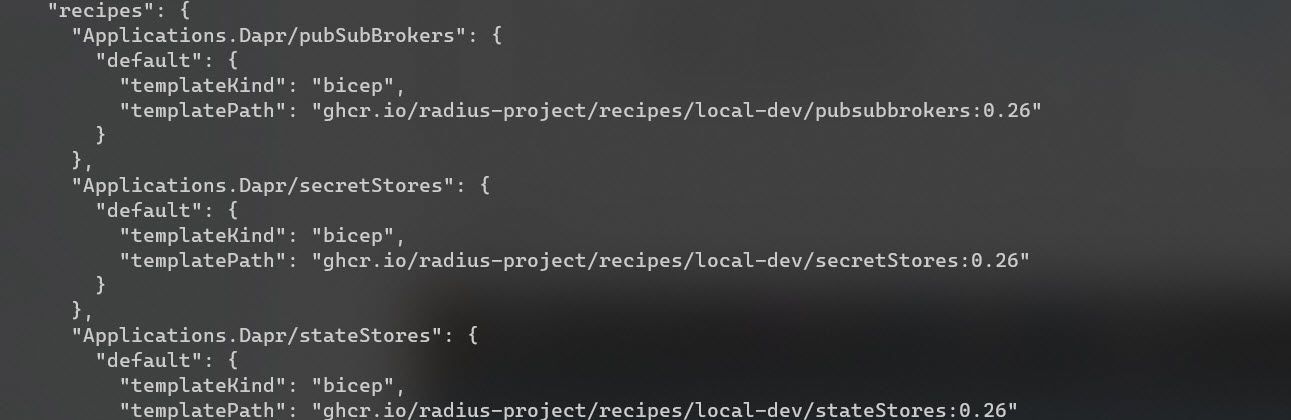 "recipes": {
"Applications.Dapr/pubSubBrokers": {
"default": {
"templateKind": "bicep",
"templatePath": "ghcr.io/radius-project/recipes/local-dev/pubsubbrokers:0.26"
}
},
"Applications.Dapr/secretStores": {
"default": {
"templateKind": "bicep",
"templatePath": "ghcr.io/radius-project/recipes/local-dev/secretStores:0.26"
}
},
"Applications.Dapr/stateStores": {
"default": {
"templateKind": "bicep",
"templatePath": "ghcr.io/radius-project/recipes/local-dev/stateStores:0.26"